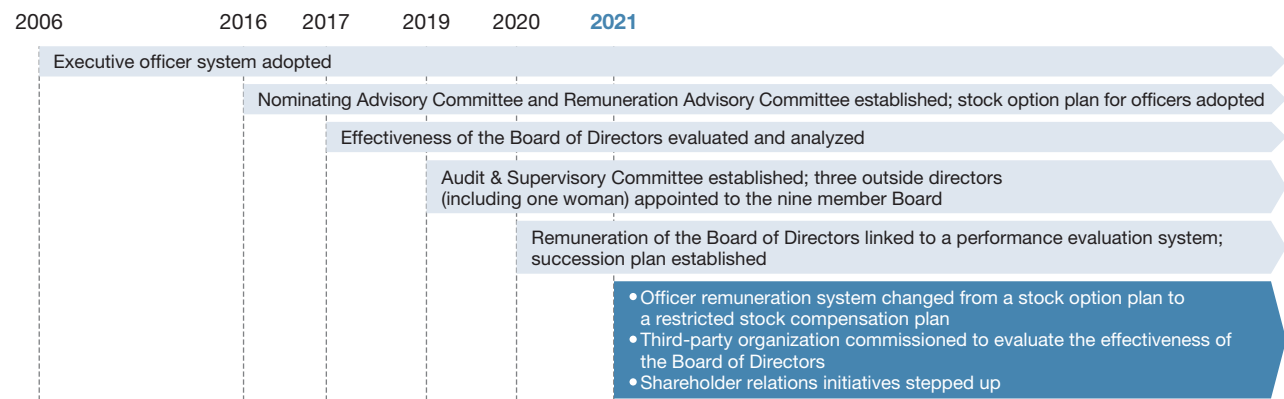 2006 2016 2017 2019 2020 2021
Executive officer system adopted
Nominating Advisory Committee and Remuneration Advisory Committee established; stock option plan for officers adopted
Effectiveness of the Board of Directors evaluated and analyzed
Audit & Supervisory Committee established; three outside directors
(including one woman) appointed to the nine member Board
Remuneration of the Board of Directors linked to a performance evaluation system;
succession plan established
•Officer remuneration system changed from a stock option plan to
a restricted stock compensation plan
•Third-party organization commissioned to evaluate the effectiveness of
the Board of Directors
•Shareholder relations initiatives stepped up